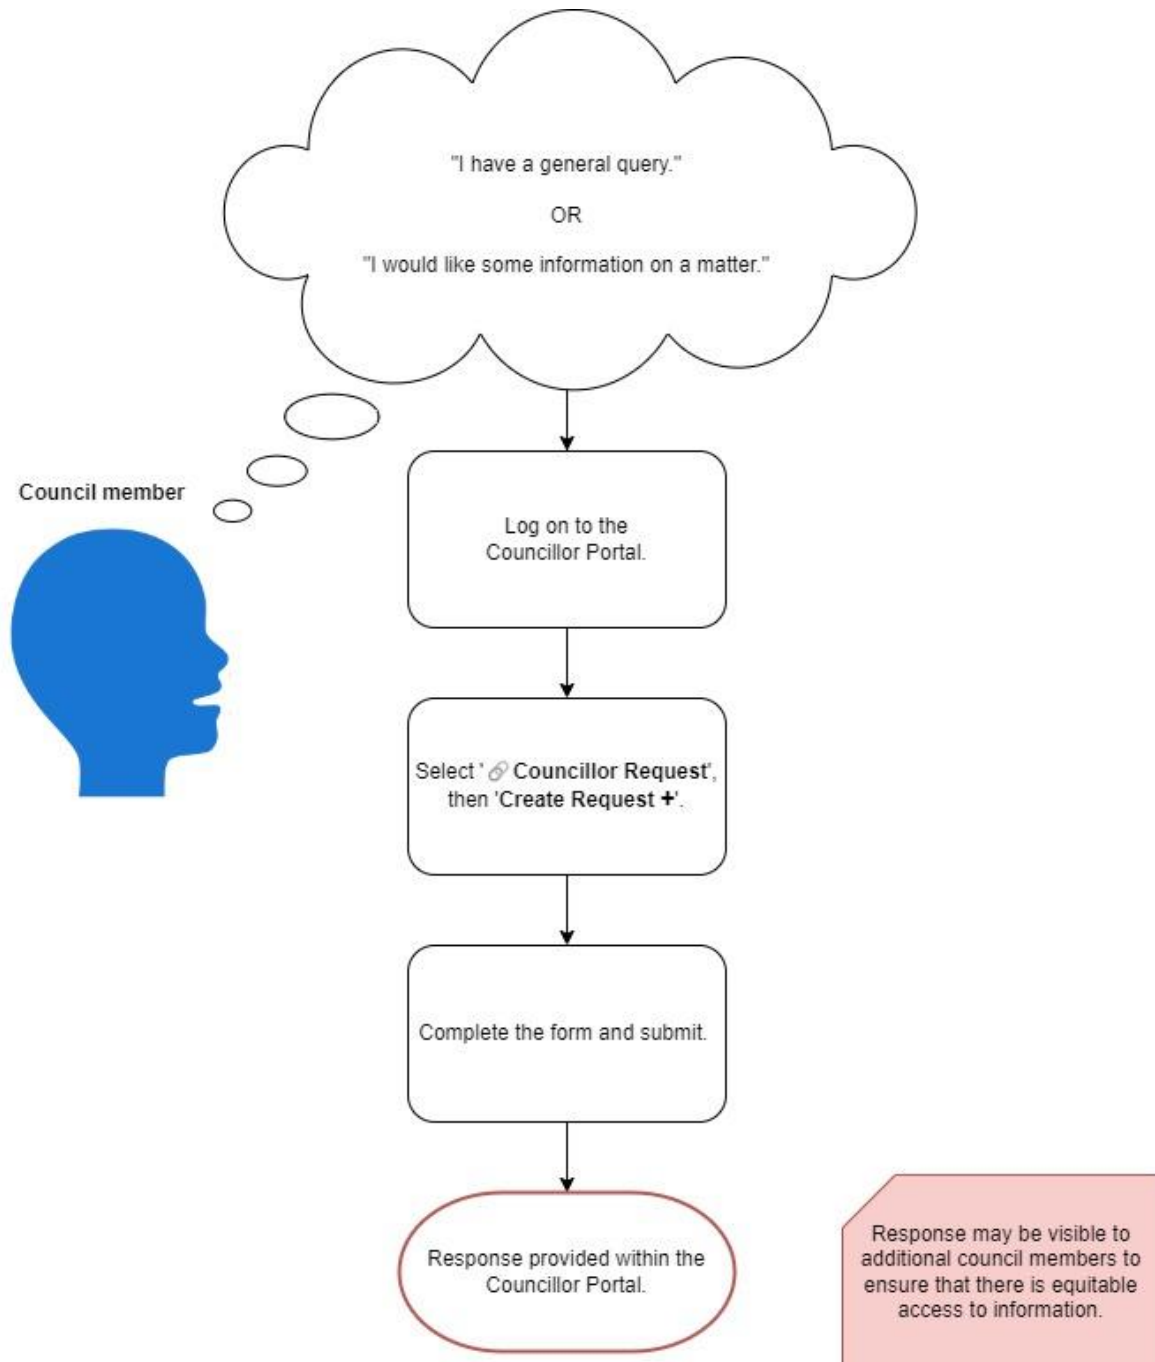 "I have a general query."
OR
"I would like some information on a matter."
Council member
Log on to the
Councillor Portal.
Select ' 🔗 Councillor Request',
then 'Create Request +'.
Complete the form and submit.
Response provided within the
Councillor Portal.
Response may be visible to
additional council members to
ensure that there is equitable
access to information.